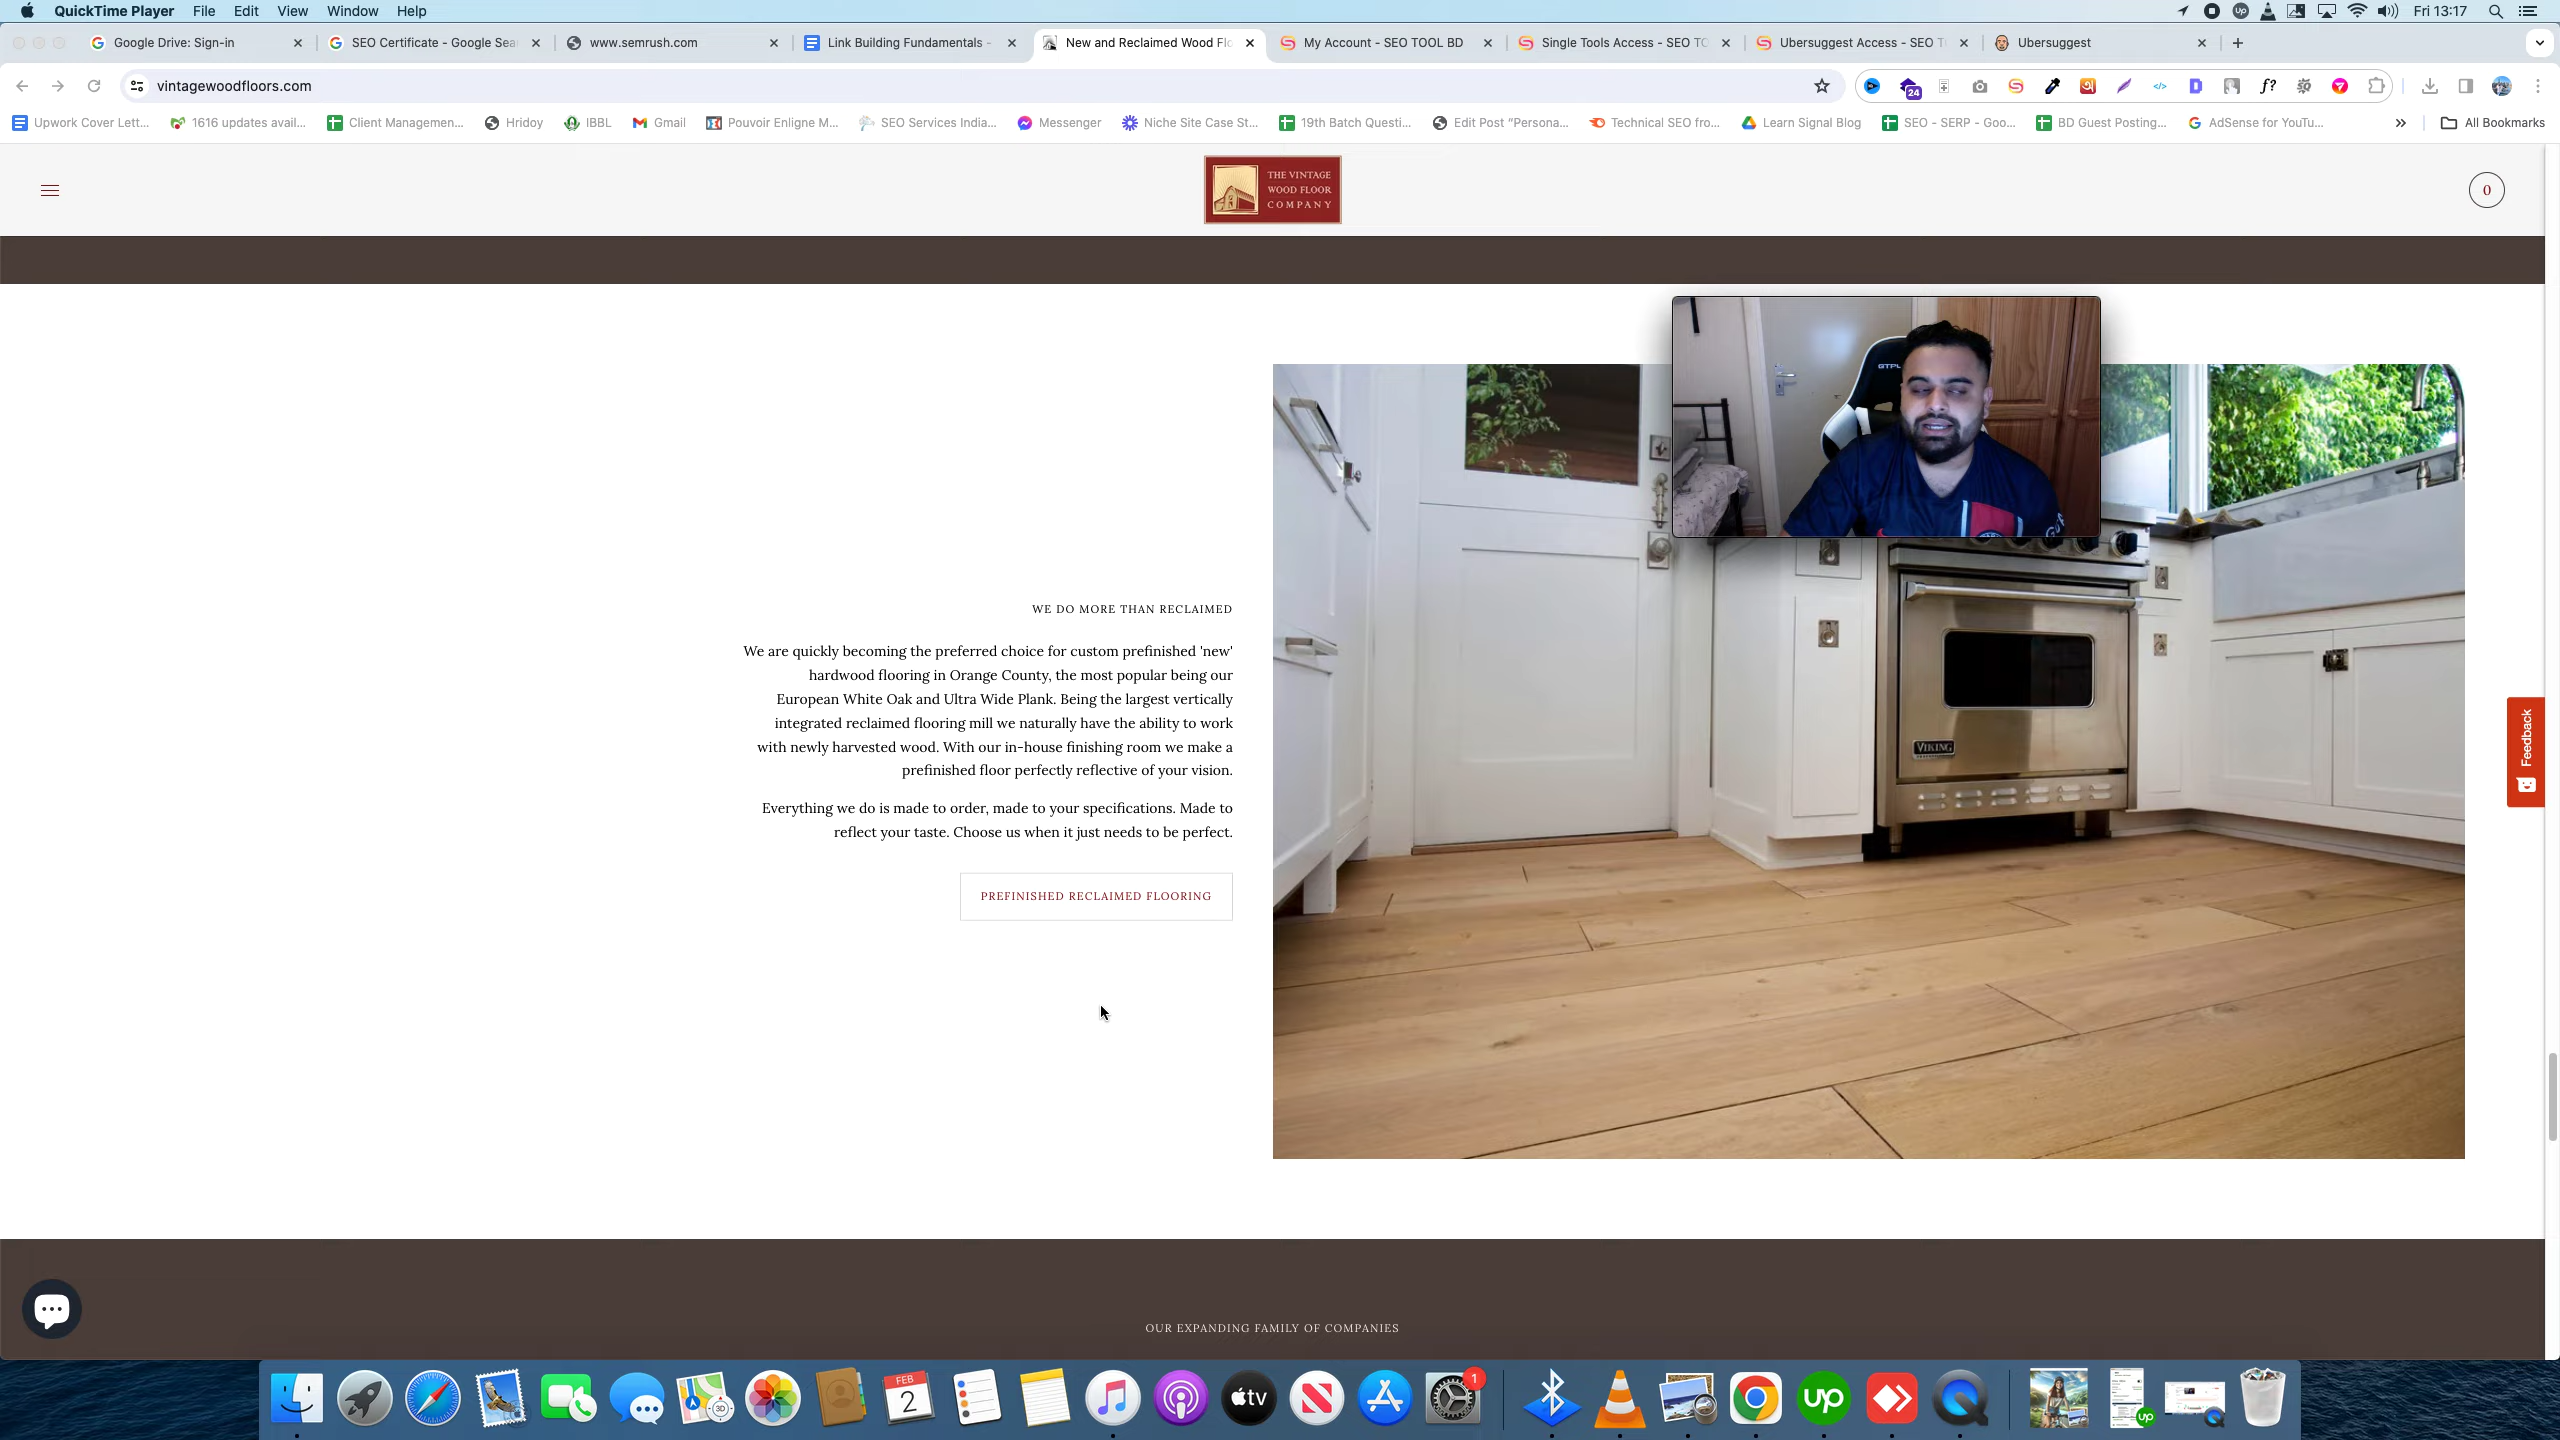 QuickTime Player File Edit View Window Help
Fri 13:17
Google Drive: Sign-in
SEO Certificate - Google Sea
www.semrush.com
Link Building Fundamentals -
New and Reclaimed Wood Flo
My Account - SEO TOOL BD
Single Tools Access - SEO TO
Ubersuggest Access - SEO T
Ubersuggest
vintagewoodfloors.com
24
f?
Upwork Cover Lett...
1616 updates avail...
Client Managemen...
Hridoy
IBBL
Gmail
Pouvoir Enligne M...
SEO Services India...
Messenger
Niche Site Case St...
19th Batch Questi...
Edit Post “Persona...
Technical SEO fro...
Learn Signal Blog
SEO - SERP - Goo...
BD Guest Posting...
AdSense for YouTu...
All Bookmarks
THE VINTAGE
WOOD FLOOR
COMPANY
0
WE DO MORE THAN RECLAIMED
We are quickly becoming the preferred choice for custom prefinished 'new'
hardwood flooring in Orange County, the most popular being our
European White Oak and Ultra Wide Plank. Being the largest vertically
integrated reclaimed flooring mill we naturally have the ability to work
with newly harvested wood. With our in-house finishing room we make a
prefinished floor perfectly reflective of your vision.
Everything we do is made to order, made to your specifications. Made to
reflect your taste. Choose us when it just needs to be perfect.
PREFINISHED RECLAIMED FLOORING
VIKING
Feedback
OUR EXPANDING FAMILY OF COMPANIES
FEB
2
3D
tv
1
up
up